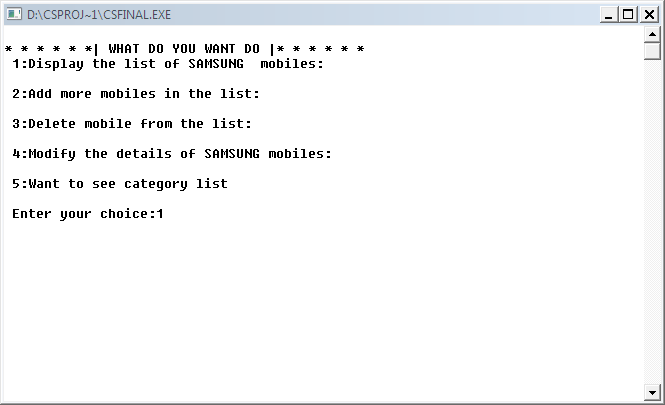 D:\CSPROJ~1\CSFINAL.EXE
* * * * * *| WHAT DO YOU WANT DO |* * * * * *
1:Display the list of SAMSUNG  mobiles:
2:Add more mobiles in the list:
3:Delete mobile from the list:
4:Modify the details of SAMSUNG mobiles:
5:Want to see category list
Enter your choice:1